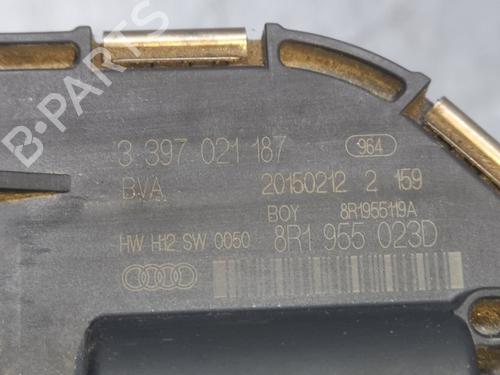 B-PARTS
3 397 021 187 964
BVA 20150212 2 159
BOY 8R1955119A
HW H12 SW 0050 8R1 955 023D